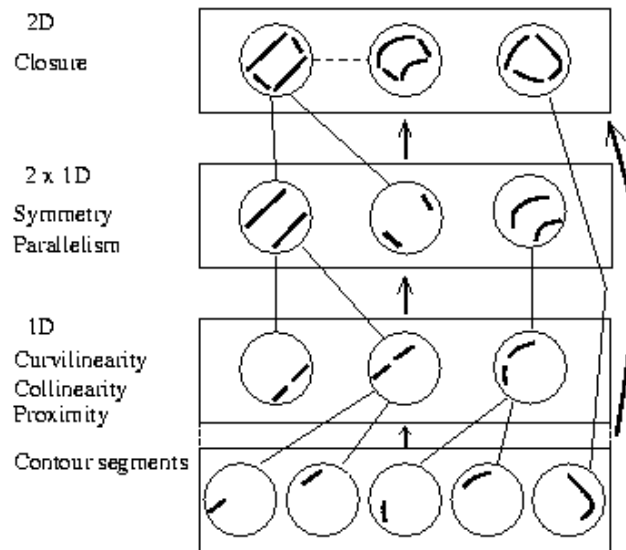 2D
Closure
2 x 1D
Symmetry
Parallelism
1D
Curvilinearity
Collinearity
Proximity
Contour segments